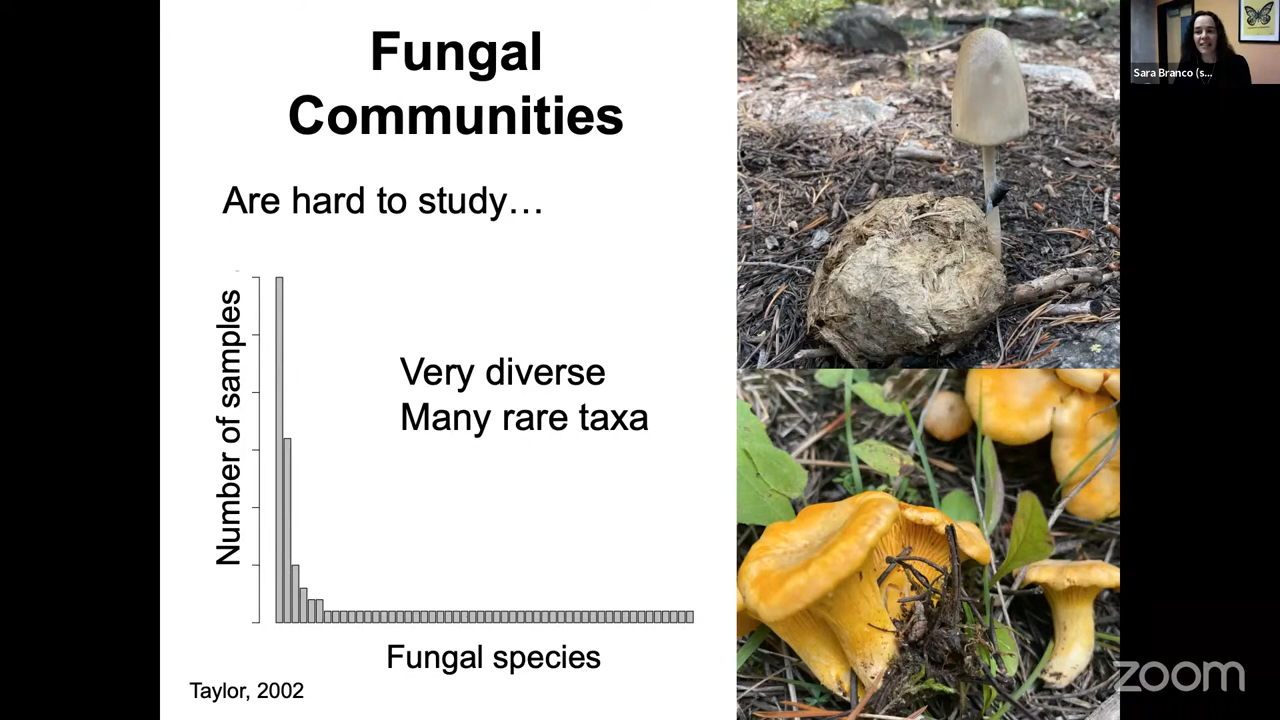 Fungal
Communities
Are hard to study…
Number of samples
Very diverse
Many rare taxa
Fungal species
Taylor, 2002
Sara Branco (s...
zoom